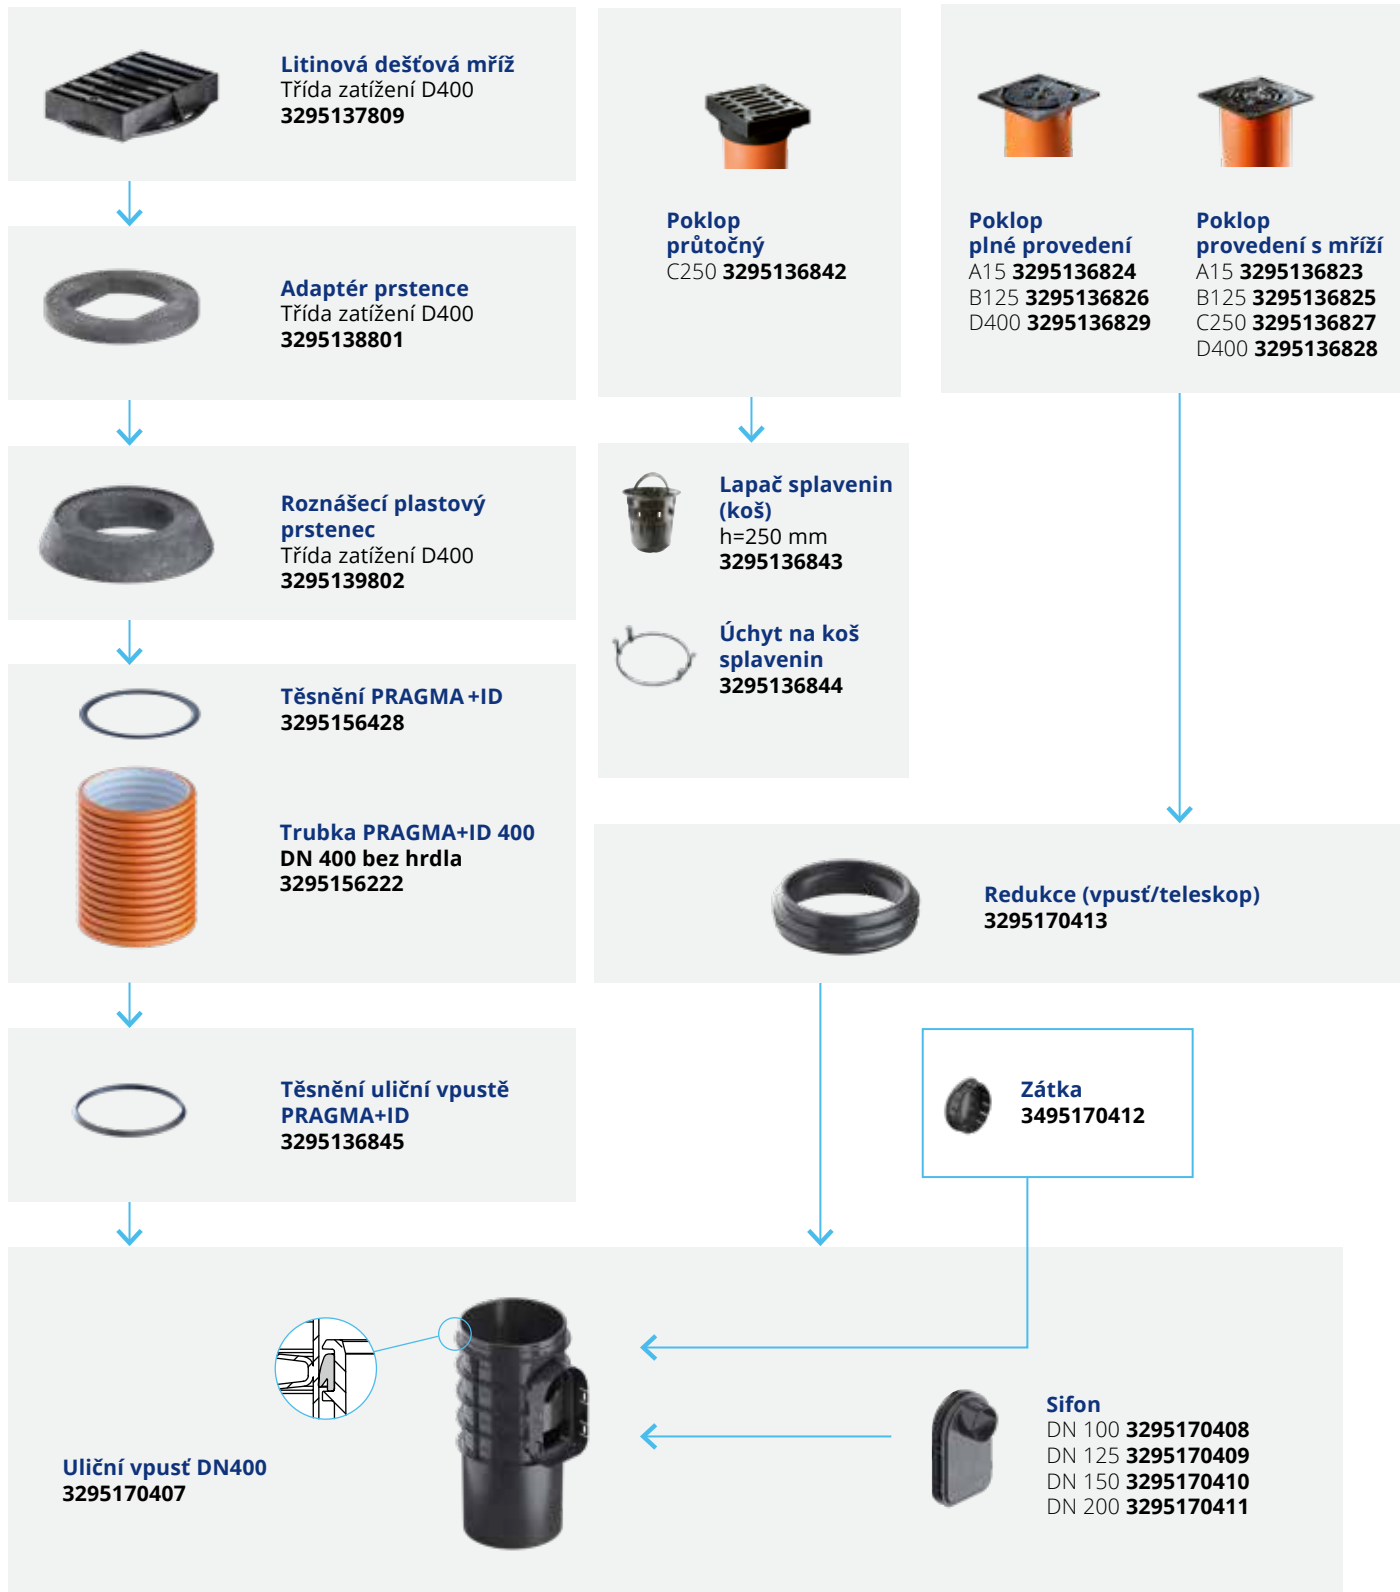 Litinová dešťová mříž
Třída zatížení D400
3295137809
Adaptér prstence
Třída zatížení D400
3295138801
Roznášecí plastový
prstenec
Třída zatížení D400
3295139802
Těsnění PRAGMA+ID
3295156428
Trubka PRAGMA+ID 400
DN 400 bez hrdla
3295156222
Těsnění uliční vpustě
PRAGMA+ID
3295136845
Poklop
průtočný
C250 3295136842
Lapač splavenin
(koš)
h=250 mm
3295136843
Úchyt na koš
splavenin
3295136844
Poklop
plné provedení
A15 3295136824
B125 3295136826
D400 3295136829
Poklop
provedení s mříží
A15 3295136823
B125 3295136825
C250 3295136827
D400 3295136828
Redukce (vpusť/teleskop)
3295170413
Zátka
3495170412
Uliční vpusť DN400
3295170407
Sifon
DN 100 3295170408
DN 125 3295170409
DN 150 3295170410
DN 200 3295170411